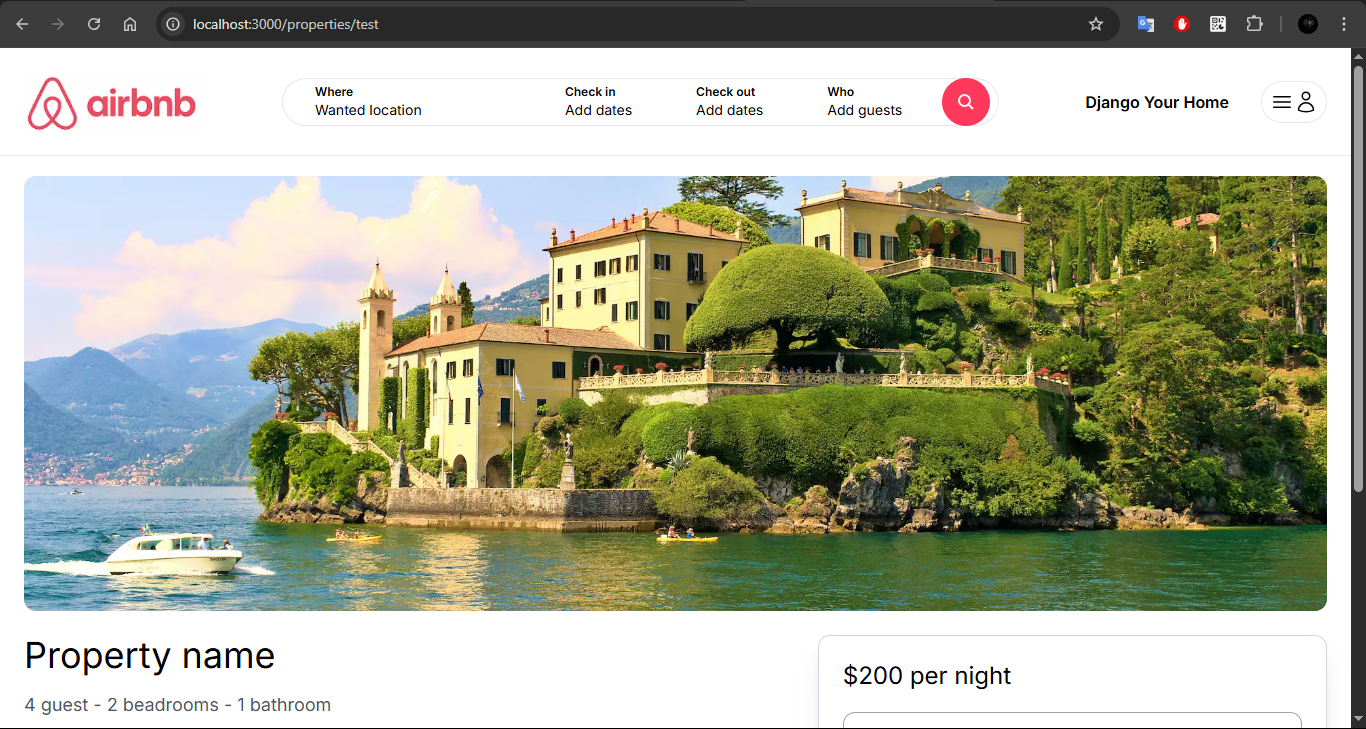 localhost:3000/properties/test
airbnb
Where
Wanted location
Check in
Add dates
Check out
Add dates
Who
Add guests
Django Your Home
Property name
4 guest - 2 beadrooms - 1 bathroom
$200 per night